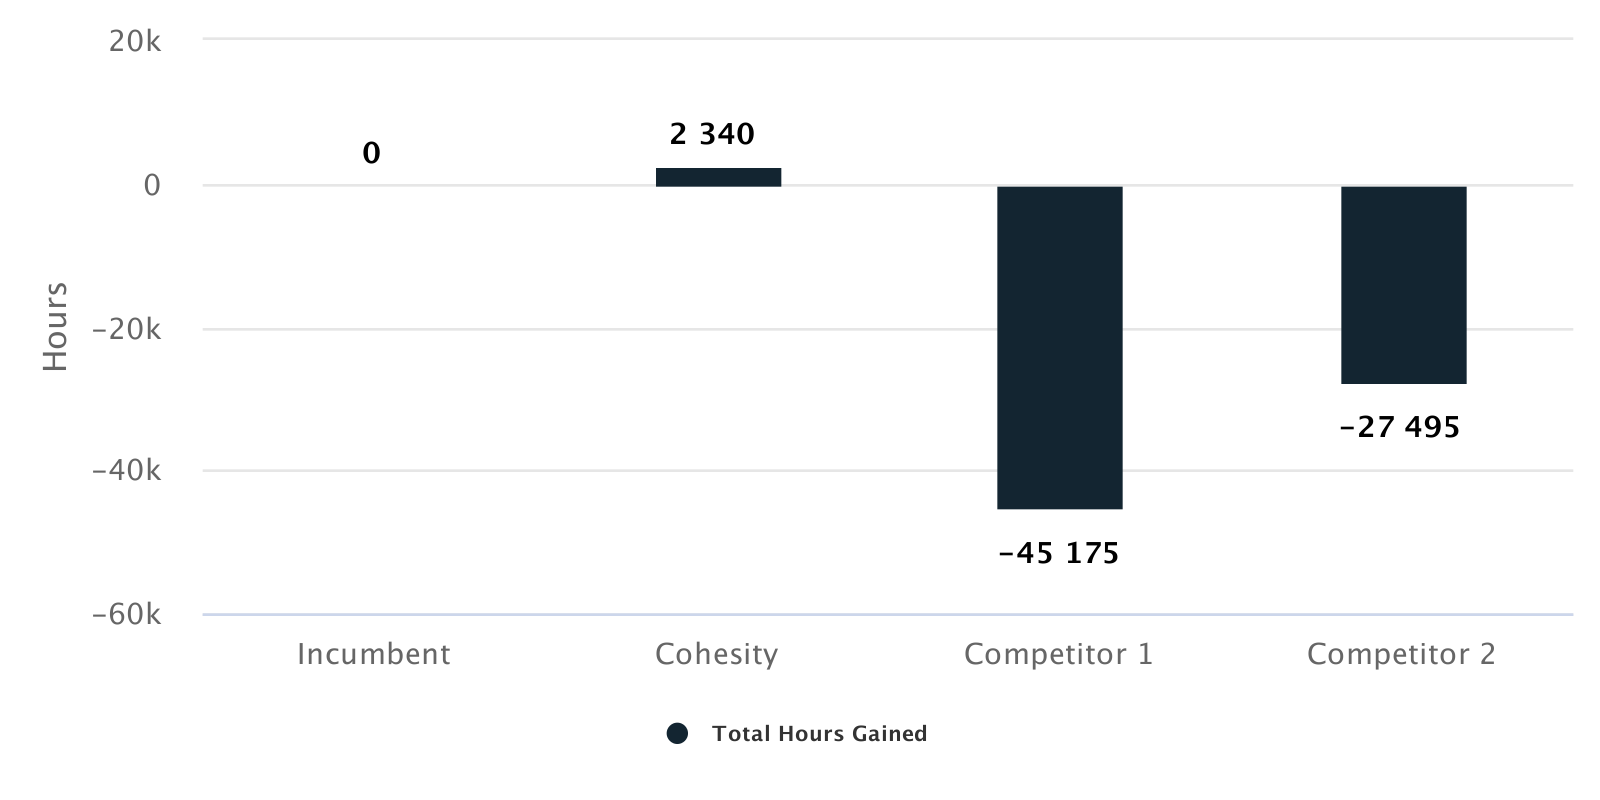 20k
0
−20k
−40k
−60k
Hours
0
2 340
−45 175
−27 495
Incumbent
Cohesity
Competitor 1
Competitor 2
Total Hours Gained